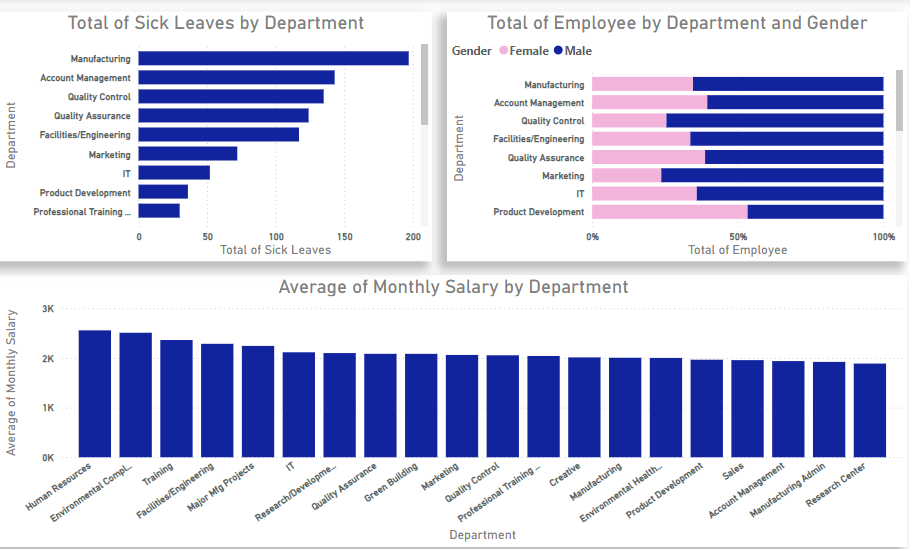 Total of Sick Leaves by Department
Department
Manufacturing
Account Management
Quality Control
Quality Assurance
Facilities/Engineering
Marketing
IT
Product Development
Professional Training ...
0 50 100 150 200
Total of Sick Leaves
Total of Employee by Department and Gender
Gender Female Male
Department
Manufacturing
Account Management
Quality Control
Facilities/Engineering
Quality Assurance
Marketing
IT
Product Development
0% 50% 100%
Total of Employee
Average of Monthly Salary by Department
Average of Monthly Salary
3K
2K
1K
0K
Human Resources
Environmental Compl...
Training
Facilities/Engineering
Major Mfg Projects
IT
Research/Developme...
Quality Assurance
Green Building
Marketing
Quality Control
Professional Training ...
Creative
Manufacturing
Environmental Health...
Product Development
Sales
Account Management
Manufacturing Admin
Research Center
Department